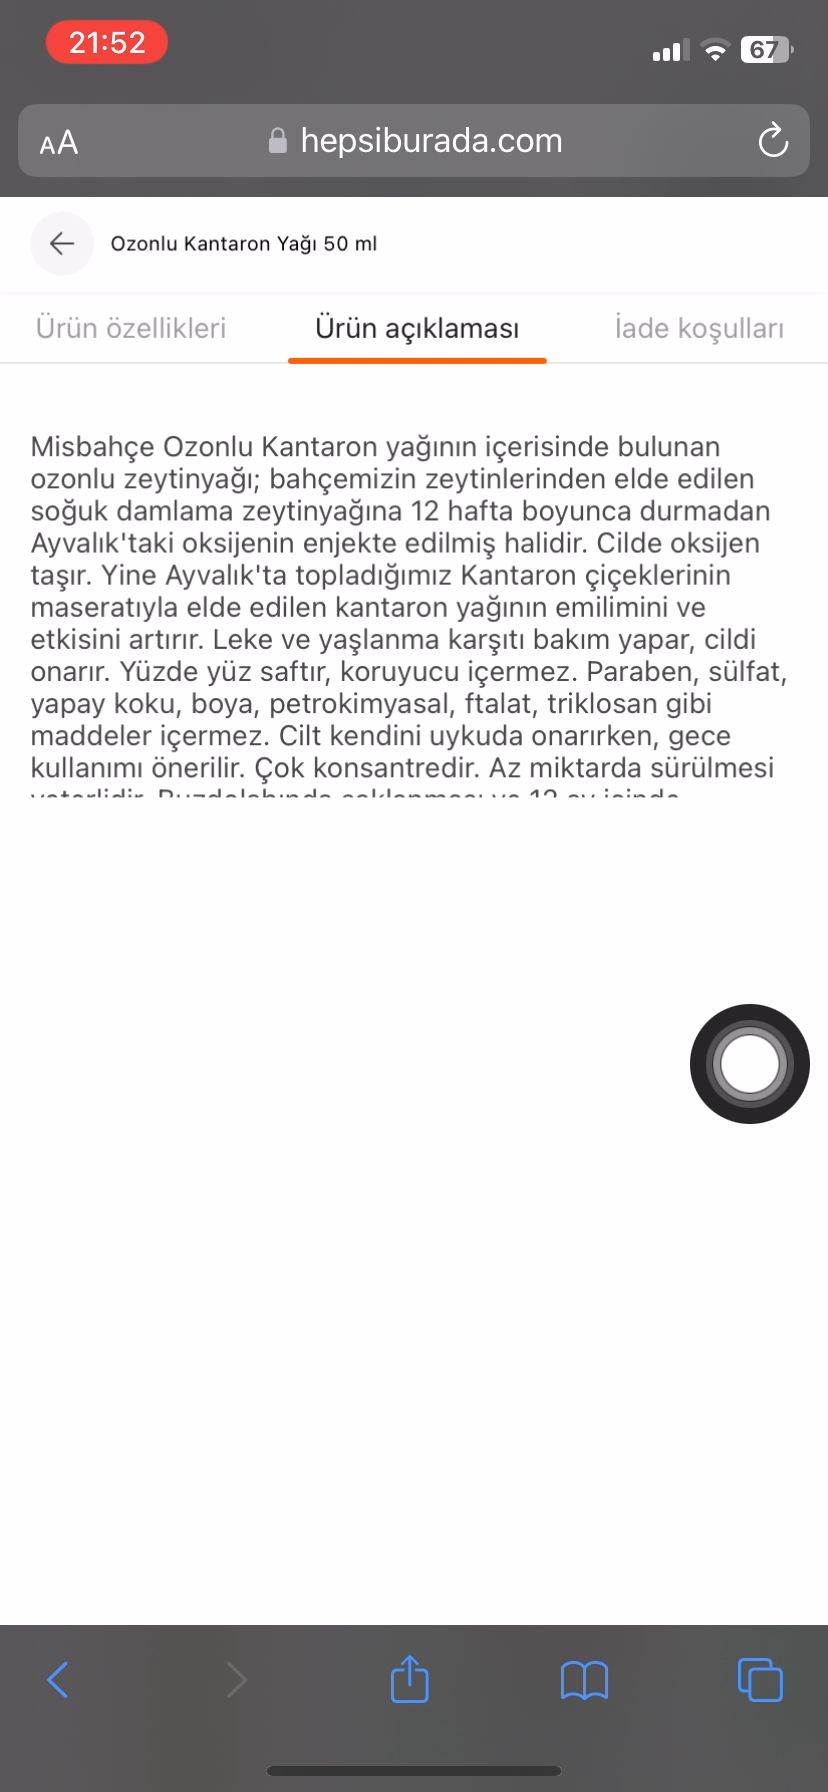 21:52
67
AA hepsiburada.com
Ozonlu Kantaron Yağı 50 ml
Ürün özellikleri Ürün açıklaması İade koşulları
Misbahçe Ozonlu Kantaron yağının içerisinde bulunan
ozonlu zeytinyağı; bahçemizin zeytinlerinden elde edilen
soğuk damlama zeytinyağına 12 hafta boyunca durmadan
Ayvalık'taki oksijenin enjekte edilmiş halidir. Cilde oksijen
taşır. Yine Ayvalık'ta topladığımız Kantaron çiçeklerinin
maseratıyla elde edilen kantaron yağının emilimini ve
etkisini artırır. Leke ve yaşlanma karşıtı bakım yapar, cildi
onarır. Yüzde yüz saftır, koruyucu içermez. Paraben, sülfat,
yapay koku, boya, petrokimyasal, ftalat, triklosan gibi
maddeler içermez. Cilt kendini uykuda onarırken, gece
kullanımı önerilir. Çok konsantredir. Az miktarda sürülmesi